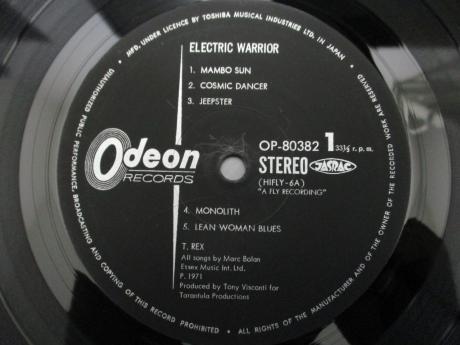 MFD. UNDER LICENCE BY TOSHIBA MUSICAL INDUSTRIES LTD. IN JAPAN •
ALL RIGHTS OF THE MANUFACTURER AND OF THE OWNER OF THE RECORDED WORK ARE RESERVED
UNAUTHORIZED PUBLIC PERFORMANCE, BROADCASTING AND COPYING OF THIS RECORD PROHIBITED •
ELECTRIC WARRIOR
1. MAMBO SUN
2. COSMIC DANCER
3. JEEPSTER
Odeon
RECORDS
OP-80382 1 33⅓ r. p. m.
STEREO JASRAC
(HIFLY-6A)
"A FLY RECORDING"
4. MONOLITH
5. LEAN WOMAN BLUES
T. REX
All songs by Marc Bolan
Essex Music Int. Ltd.
P. 1971
Produced by Tony Visconti for
Tarantula Productions